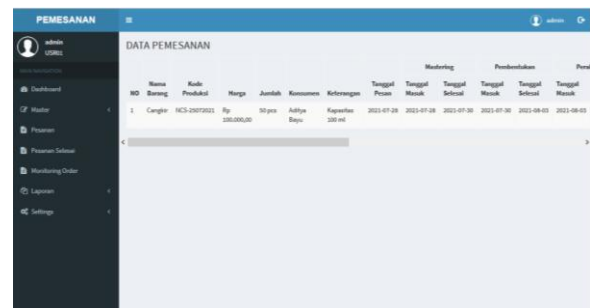 PEMESANAN
admin
admin
USR01
MAIN NAVIGATION
Dashboard
Master
Pesanan
Pesanan Selesai
Monitoring Order
Laporan
Settings
DATA PEMESANAN
Madering Pembentukan
NO Nama Barang Kode Produksi Harga Jumlah Konsumen Keterangan Tanggal Pesan Tanggal Masuk Tanggal Selesai Tanggal Masuk Tanggal Selesai Tanggal Masuk
1 Cangkir NCS-25072021 Rp 100.000,00 50 pcs Aditya Bayu Kapasitas 100 ml 2021-07-28 2021-07-28 2021-07-30 2021-07-30 2021-08-03 2021-08-03